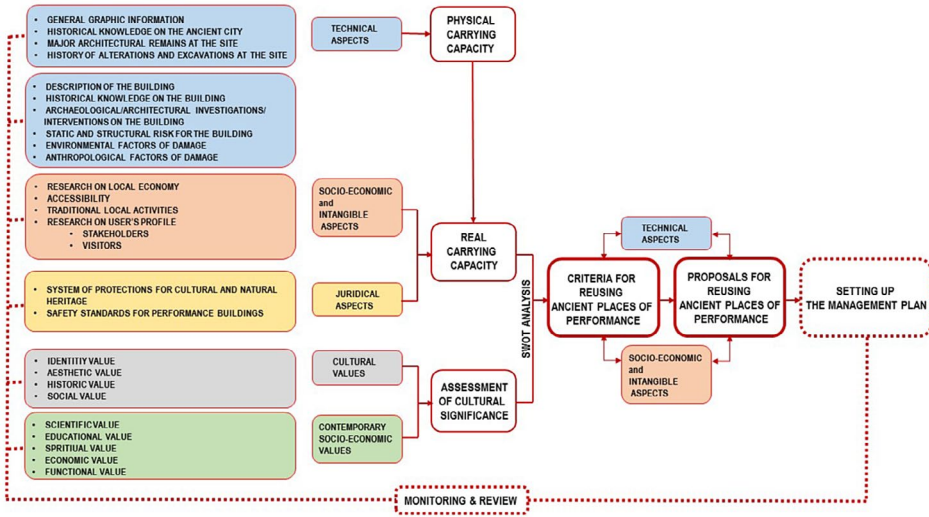 • GENERAL GRAPHIC INFORMATION
• HISTORICAL KNOWLEDGE ON THE ANCIENT CITY
• MAJOR ARCHITECTURAL REMAINS AT THE SITE
• HISTORY OF ALTERATIONS AND EXCAVATIONS AT THE SITE
TECHNICAL
ASPECTS
PHYSICAL
CARRYING
CAPACITY
• DESCRIPTION OF THE BUILDING
• HISTORICAL KNOWLEDGE ON THE BUILDING
• ARCHAEOLOGICAL/ARCHITECTURAL INVESTIGATIONS/
INTERVENTIONS ON THE BUILDING
• STATIC AND STRUCTURAL RISK FOR THE BUILDING
• ENVIRONMENTAL FACTORS OF DAMAGE
• ANTHROPOLOGICAL FACTORS OF DAMAGE
• RESEARCH ON LOCAL ECONOMY
• ACCESSIBILITY
• TRADITIONAL LOCAL ACTIVITIES
• RESEARCH ON USER'S PROFILE
• STAKEHOLDERS
• VISITORS
SOCIO-ECONOMIC
and
INTANGIBLE
ASPECTS
REAL
CARRYING
CAPACITY
• SYSTEM OF PROTECTIONS FOR CULTURAL AND NATURAL
HERITAGE
• SAFETY STANDARDS FOR PERFORMANCE BUILDINGS
JURIDICAL
ASPECTS
• IDENTITIY VALUE
• AESTHETIC VALUE
• HISTORIC VALUE
• SOCIAL VALUE
CULTURAL
VALUES
ASSESSMENT
OF CULTURAL
SIGNIFICANCE
• SCIENTIFIC VALUE
• EDUCATIONAL VALUE
• SPRITIUAL VALUE
• ECONOMIC VALUE
• FUNCTIONAL VALUE
CONTEMPORARY
SOCIO-ECONOMIC
VALUES
SWOT ANALYSIS
TECHNICAL
ASPECTS
CRITERIA FOR
REUSING
ANCIENT PLACES OF
PERFORMANCE
PROPOSALS FOR
REUSING
ANCIENT PLACES OF
PERFORMANCE
SOCIO-ECONOMIC
and
INTANGIBLE
ASPECTS
SETTING UP
THE MANAGEMENT PLAN
MONITORING & REVIEW